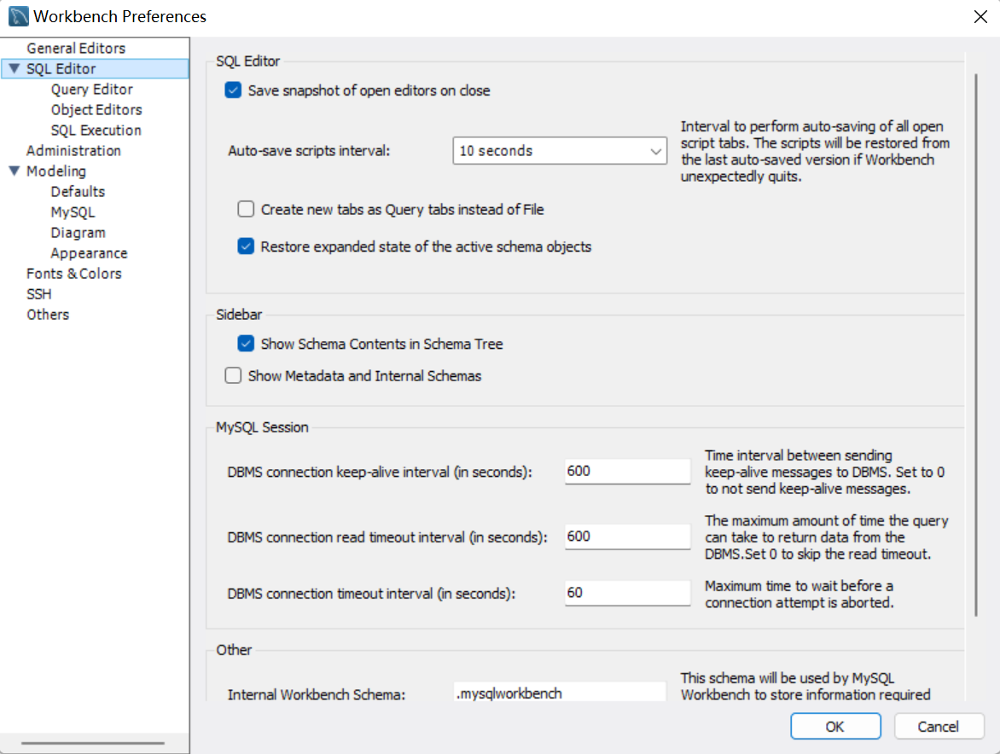 Workbench Preferences
General Editors
SQL Editor
Query Editor
Object Editors
SQL Execution
Administration
Modeling
Defaults
MySQL
Diagram
Appearance
Fonts & Colors
SSH
Others
SQL Editor
Save snapshot of open editors on close
Auto-save scripts interval:
10 seconds
Interval to perform auto-saving of all open
script tabs. The scripts will be restored from
the last auto-saved version if Workbench
unexpectedly quits.
Create new tabs as Query tabs instead of File
Restore expanded state of the active schema objects
Sidebar
Show Schema Contents in Schema Tree
Show Metadata and Internal Schemas
MySQL Session
DBMS connection keep-alive interval (in seconds):
600
Time interval between sending
keep-alive messages to DBMS. Set to 0
to not send keep-alive messages.
DBMS connection read timeout interval (in seconds):
600
The maximum amount of time the query
can take to return data from the
DBMS.Set 0 to skip the read timeout.
DBMS connection timeout interval (in seconds):
60
Maximum time to wait before a
connection attempt is aborted.
Other
Internal Workbench Schema:
.mysqlworkbench
This schema will be used by MySQL
Workbench to store information required
OK
Cancel